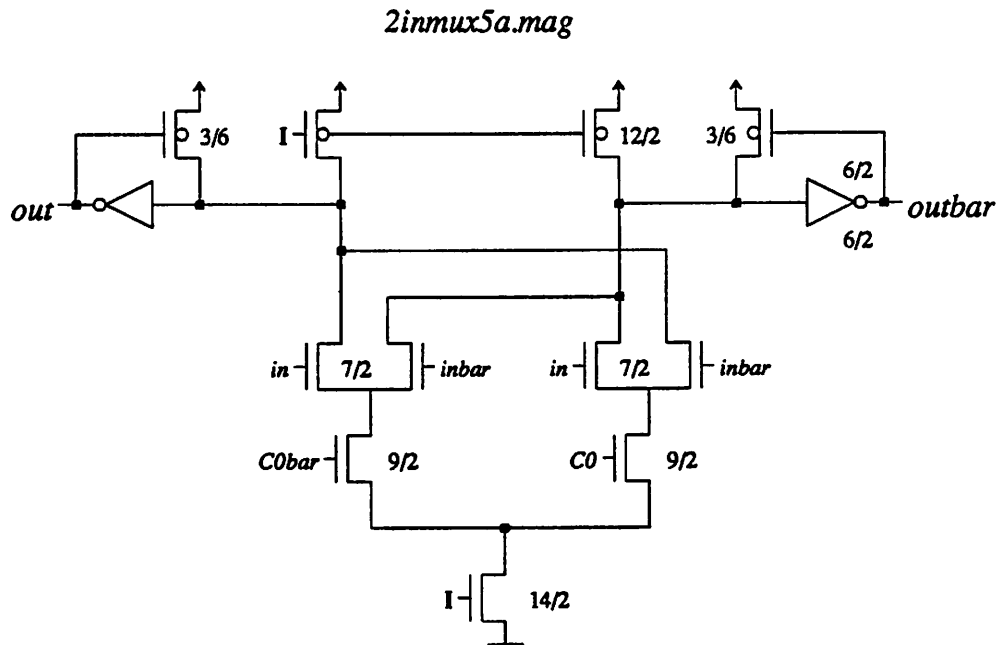 2inmux5a.mag
3/6 I 12/2 3/6
6/2
out outbar
6/2
in 7/2 inbar in 7/2 inbar
C0bar 9/2 C0 9/2
I 14/2